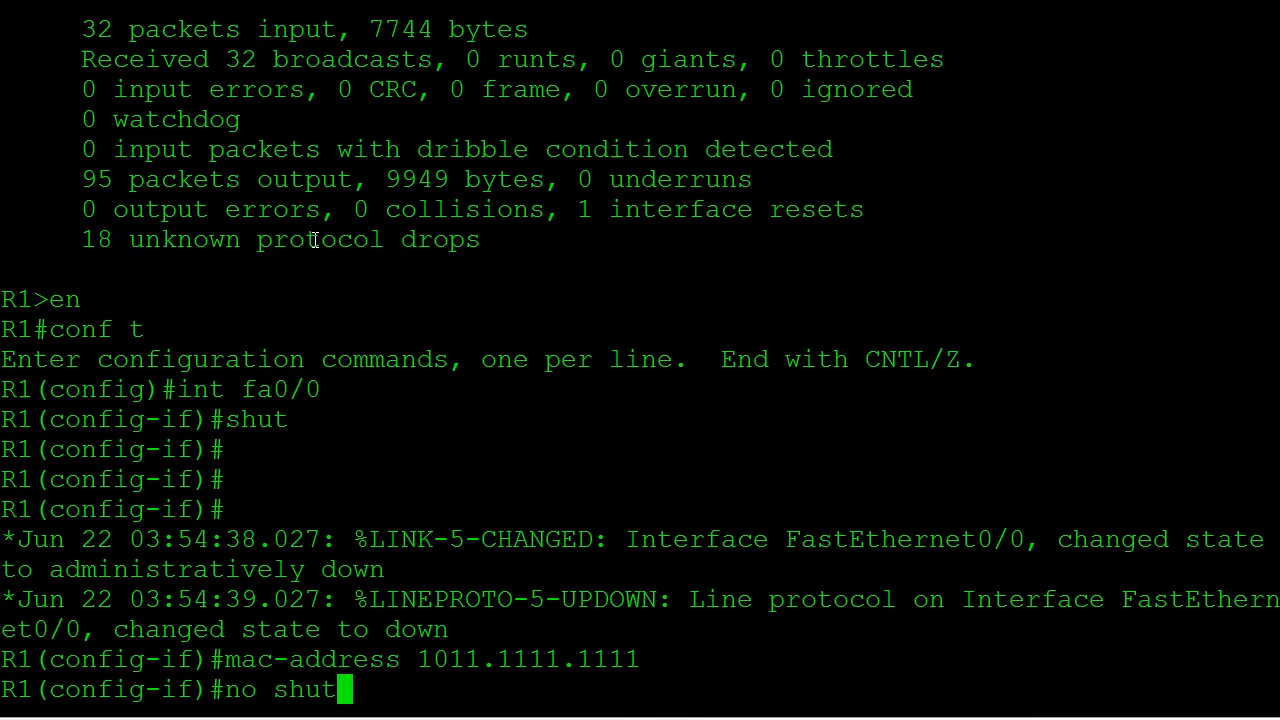 32 packets input, 7744 bytes
Received 32 broadcasts, 0 runts, 0 giants, 0 throttles
0 input errors, 0 CRC, 0 frame, 0 overrun, 0 ignored
0 watchdog
0 input packets with dribble condition detected
95 packets output, 9949 bytes, 0 underruns
0 output errors, 0 collisions, 1 interface resets
18 unknown protocol drops
R1>en
R1#conf t
Enter configuration commands, one per line.  End with CNTL/Z.
R1(config)#int fa0/0
R1(config-if)#shut
R1(config-if)#
R1(config-if)#
R1(config-if)#
*Jun 22 03:54:38.027: %LINK-5-CHANGED: Interface FastEthernet0/0, changed state
to administratively down
*Jun 22 03:54:39.027: %LINEPROTO-5-UPDOWN: Line protocol on Interface FastEthern
et0/0, changed state to down
R1(config-if)#mac-address 1011.1111.1111
R1(config-if)#no shut